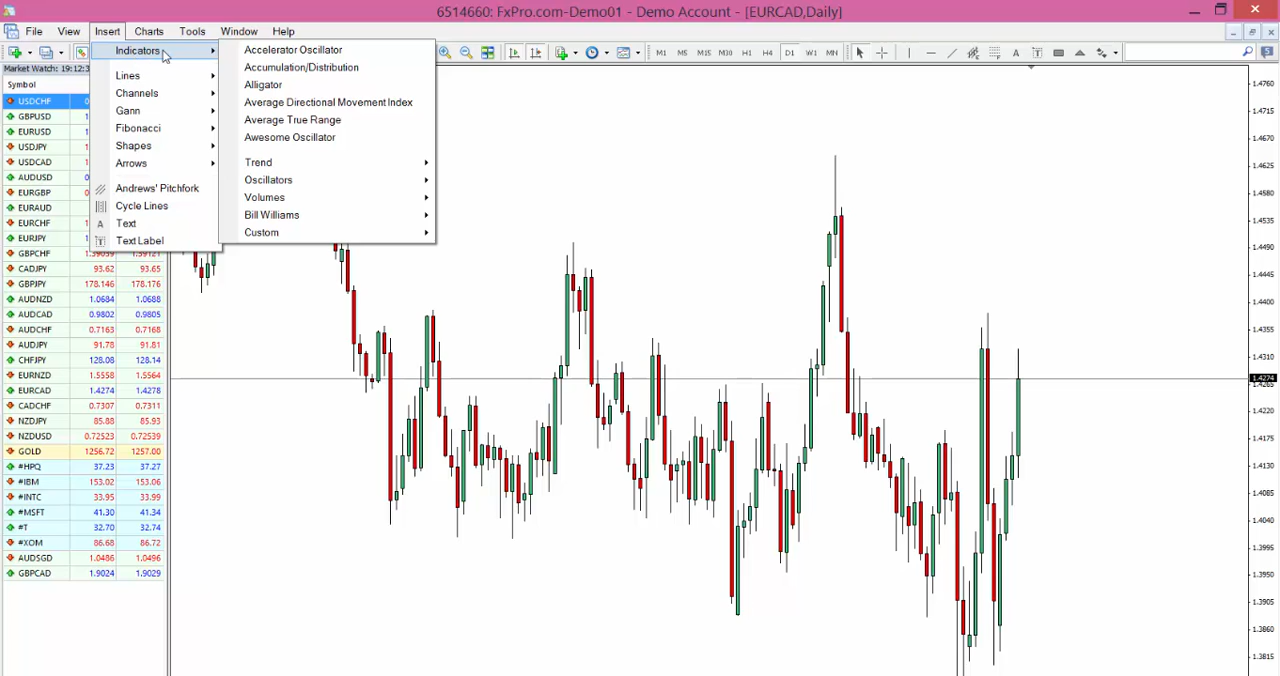 6514660: FxPro.com-Demo01 - Demo Account - [EURCAD,Daily]
File View Insert Charts Tools Window Help
M1 M5 M15 M30 H1 H4 D1 W1 MN
Market Watch: 19:12:3
Symbol
Indicators
Lines
Channels
Gann
Fibonacci
Shapes
Arrows
Andrews' Pitchfork
Cycle Lines
Text
Text Label
Accelerator Oscillator
Accumulation/Distribution
Alligator
Average Directional Movement Index
Average True Range
Awesome Oscillator
Trend
Oscillators
Volumes
Bill Williams
Custom
USDCHF 0
GBPUSD 1
EURUSD 1
USDJPY
USDCAD 1
AUDUSD 0
EURGBP 0
EURAUD
EURCHF
EURJPY
GBPCHF
CADJPY 93.62 93.65
GBPJPY 178.146 178.176
AUDNZD 1.0684 1.0688
AUDCAD 0.9802 0.9805
AUDCHF 0.7163 0.7168
AUDJPY 91.78 91.81
CHFJPY 128.08 128.14
EURNZD 1.5558 1.5564
EURCAD 1.4274 1.4278
CADCHF 0.7307 0.7311
NZDJPY 85.88 85.93
NZDUSD 0.72523 0.72539
GOLD 1256.72 1257.00
#HPQ 37.23 37.27
#IBM 153.02 153.06
#INTC 33.95 33.99
#MSFT 41.30 41.34
#T 32.70 32.74
#XOM 86.68 86.72
AUDSGD 1.0486 1.0496
GBPCAD 1.9024 1.9029
1.4760
1.4710
1.4665
1.4625
1.4580
1.4535
1.4490
1.4445
1.4400
1.4355
1.4310
1.4274
1.4265
1.4220
1.4175
1.4130
1.4085
1.4040
1.3995
1.3950
1.3905
1.3860
1.3815